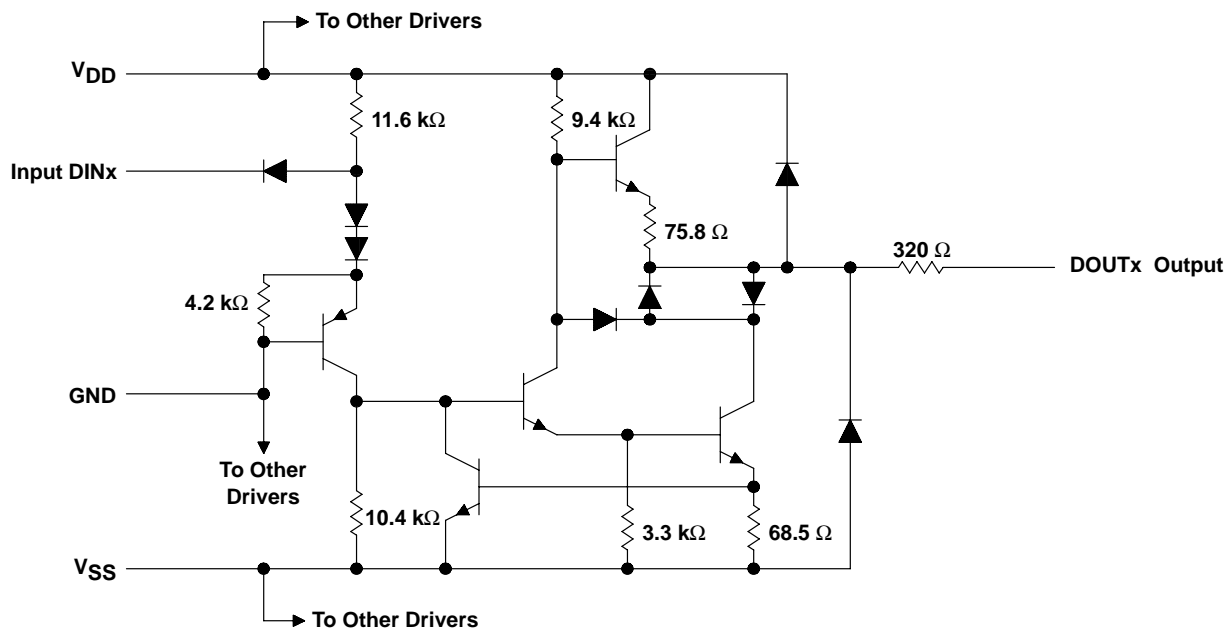 To Other Drivers
VDD
11.6 kΩ
9.4 kΩ
Input DINx
75.8 Ω
320 Ω
DOUTx Output
4.2 kΩ
GND
To Other
Drivers
10.4 kΩ
3.3 kΩ
68.5 Ω
VSS
To Other Drivers